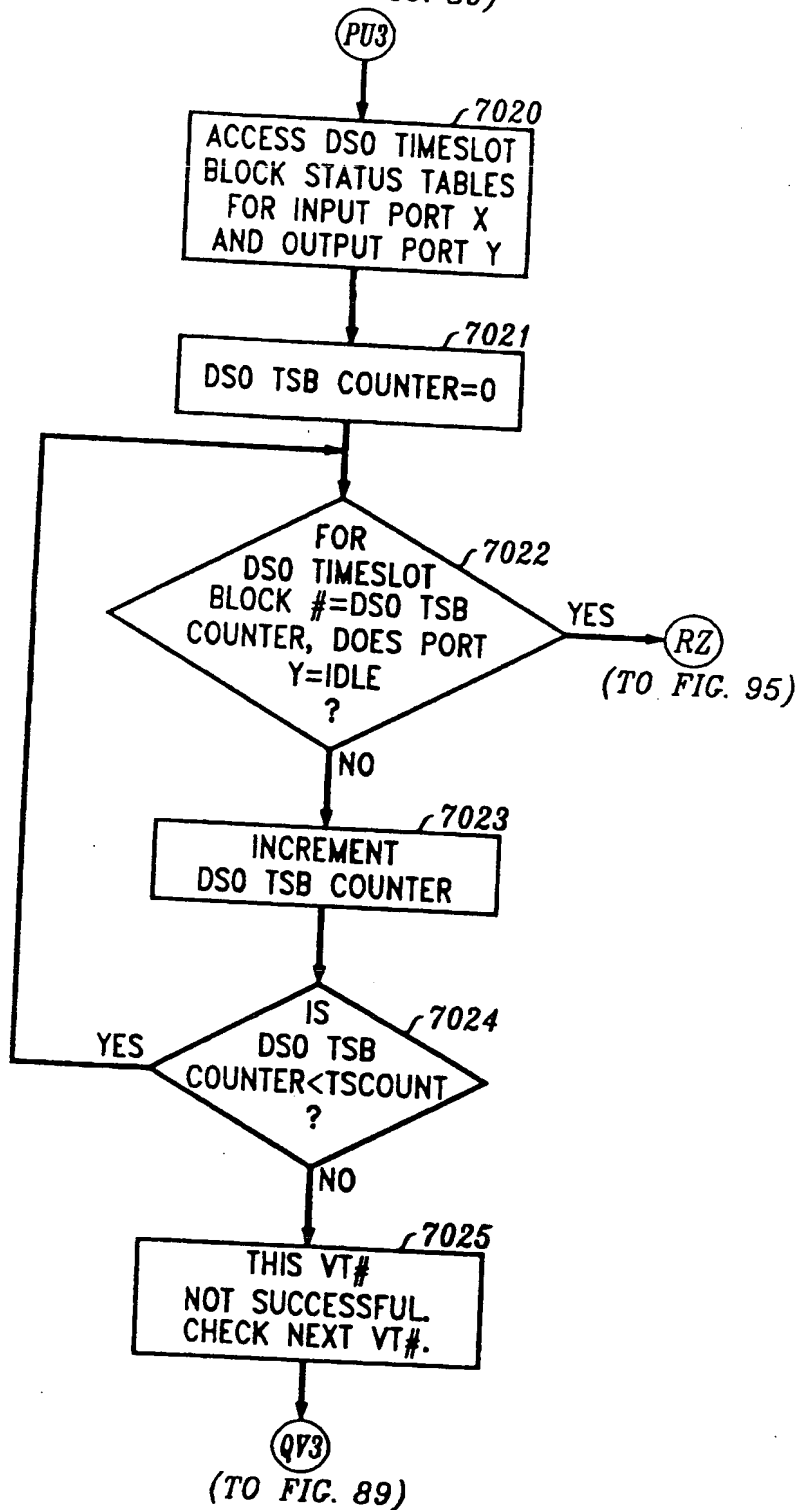 PU3
7020
ACCESS DS0 TIMESLOT
BLOCK STATUS TABLES
FOR INPUT PORT X
AND OUTPUT PORT Y
7021
DS0 TSB COUNTER=0
7022
FOR
DS0 TIMESLOT
BLOCK #=DS0 TSB
COUNTER, DOES PORT
Y=IDLE
?
YES
RZ
(TO FIG. 95)
NO
7023
INCREMENT
DS0 TSB COUNTER
7024
IS
DS0 TSB
COUNTER<TSCOUNT
?
YES
NO
7025
THIS VT#
NOT SUCCESSFUL.
CHECK NEXT VT#.
QV3
(TO FIG. 89)